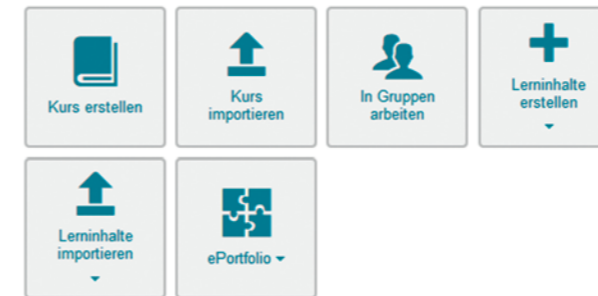 Kurs erstellen
Kurs
importieren
In Gruppen
arbeiten
Lerninhalte
erstellen
Lerninhalte
importieren
ePortfolio